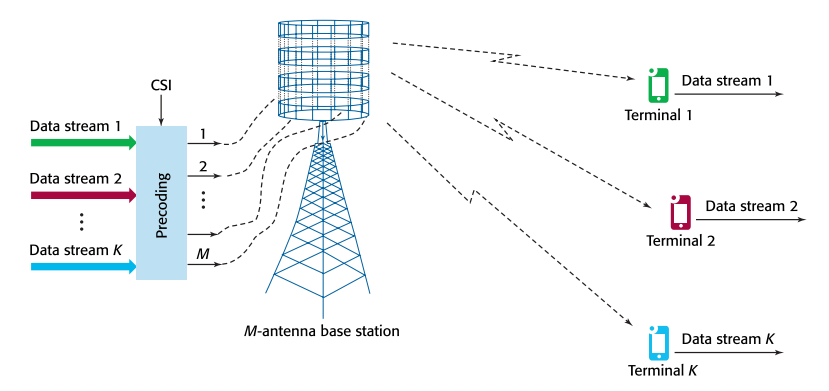 CSI
Data stream 1
Data stream 2
Data stream K
Precoding
1
2
M
M-antenna base station
Data stream 1
Terminal 1
Data stream 2
Terminal 2
Data stream K
Terminal K